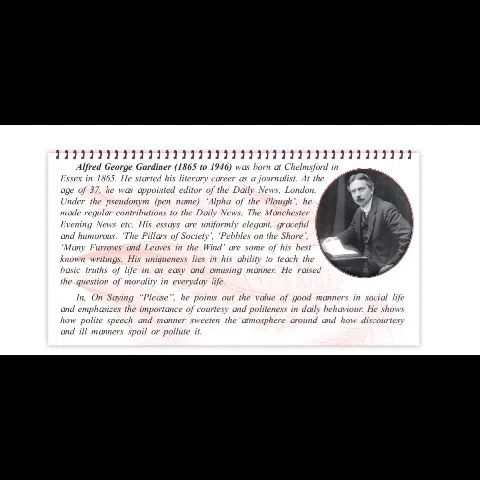 Alfred George Gardiner (1865 to 1946) was born at Chelmsford in
Essex in 1865. He started his literary career as a journalist. At the
age of 37, he was appointed editor of the Daily News, London.
Under the pseudonym (pen name) ‘Alpha of the Plough’, he
made regular contributions to the Daily News, The Manchester
Evening News etc. His essays are uniformly elegant, graceful
and humorous. ‘The Pillars of Society’, ‘Pebbles on the Shore’,
‘Many Furrows and Leaves in the Wind’ are some of his best
known writings. His uniqueness lies in his ability to teach the
basic truths of life in an easy and amusing manner. He raised
the question of morality in everyday life.
In, On Saying “Please”, he poins out the value of good manners in social life
and emphasizes the importance of courtesy and politeness in daily behaviour. He shows
how polite speech and manner sweeten the atmosphere around and how discourtesy
and ill manners spoil or pollute it.